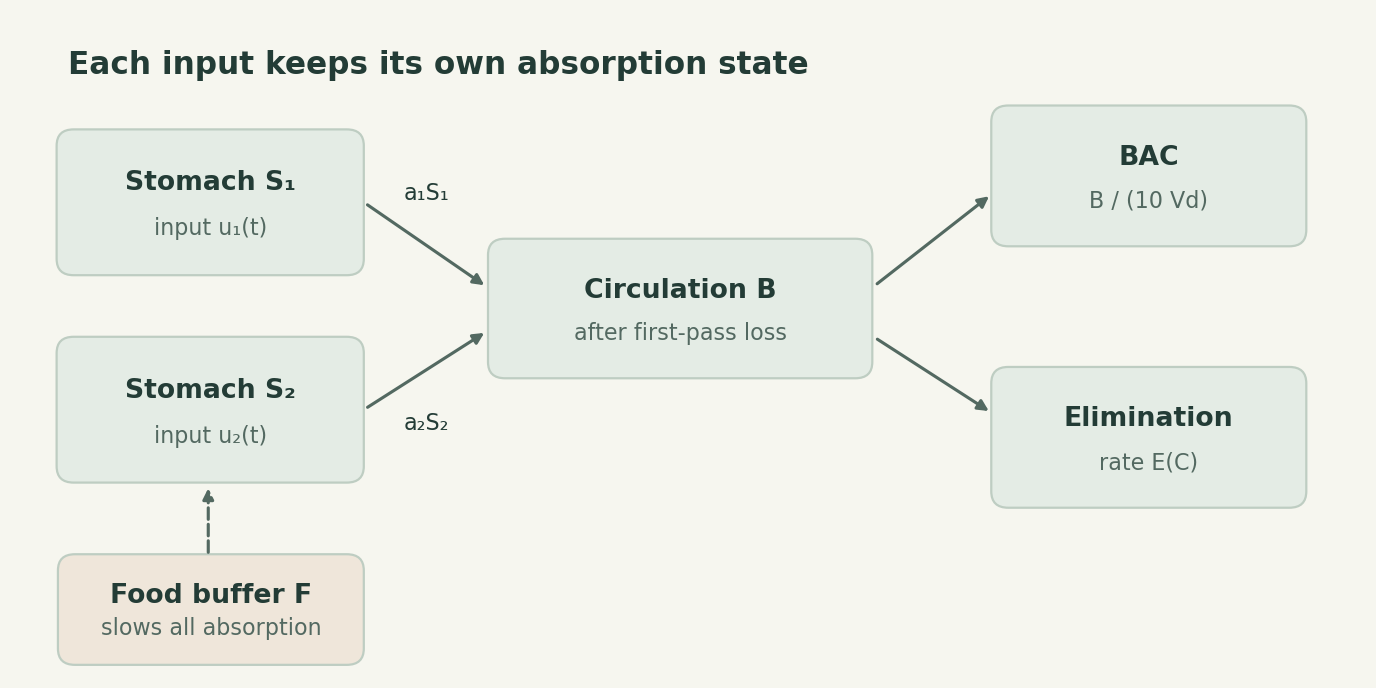 Each input keeps its own absorption state
Stomach S₁
input u₁(t)
a₁S₁
Stomach S₂
input u₂(t)
a₂S₂
Food buffer F
slows all absorption
Circulation B
after first-pass loss
BAC
B / (10 Vd)
Elimination
rate E(C)